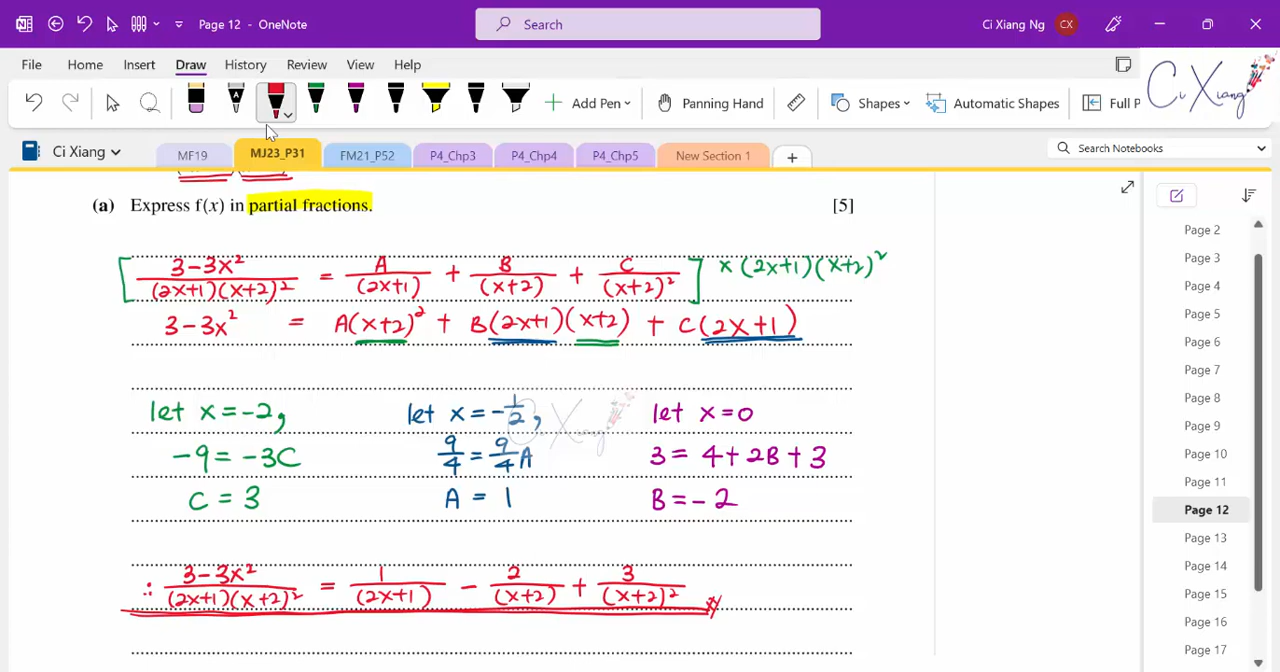 Page 12 - OneNote
Search
Ci Xiang Ng
CX
File Home Insert Draw History Review View Help
A
Add Pen
Panning Hand
Shapes
Automatic Shapes
Full P
Ci Xiang
Ci Xiang
MF19
MJ23_P31
FM21_P52
P4_Chp3
P4_Chp4
P4_Chp5
New Section 1
+
Search Notebooks
(a) Express f(x) in partial fractions. [5]
[ (3-3x²)/((2x+1)(x+2)²) = A/(2x+1) + B/(x+2) + C/(x+2)² ] × (2x+1)(x+2)²
3-3x² = A(x+2)² + B(2x+1)(x+2) + C(2x+1)
let x=-2, let x=-1/2, let x=0
-9=-3C 9/4 = 9/4 A 3 = 4+2B+3
C = 3 A = 1 B = -2
Ci Xiang
∴ (3-3x²)/((2x+1)(x+2)²) = 1/(2x+1) - 2/(x+2) + 3/(x+2)²
Page 2
Page 3
Page 4
Page 5
Page 6
Page 7
Page 8
Page 9
Page 10
Page 11
Page 12
Page 13
Page 14
Page 15
Page 16
Page 17